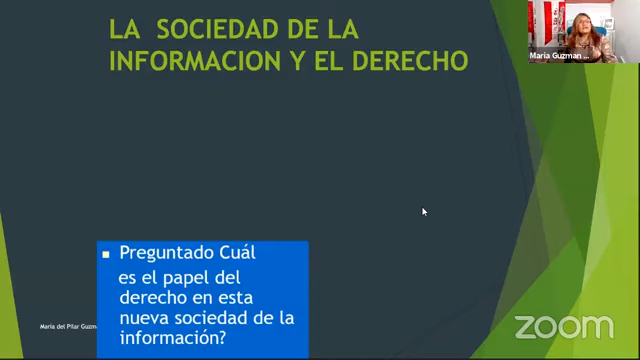 LA SOCIEDAD DE LA
INFORMACION Y EL DERECHO
Maria Guzman ...
Preguntado Cuál
es el papel del
derecho en esta
nueva sociedad de la
información?
María del Pilar Guzm
zoom